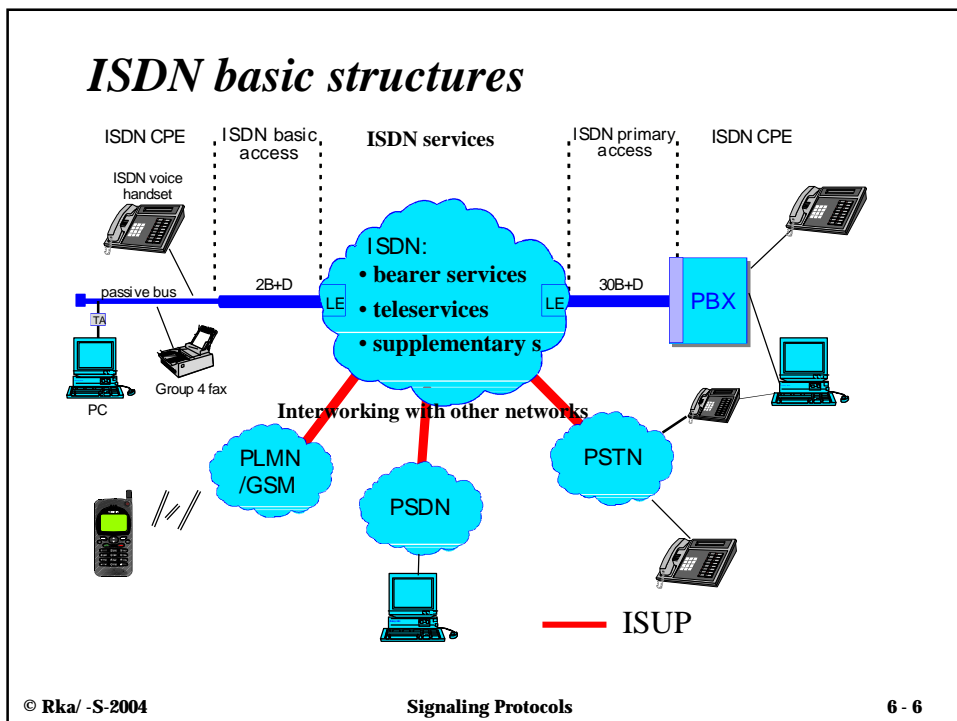 ISDN basic structures
ISDN CPE
ISDN basic
access
ISDN services
ISDN primary
access
ISDN CPE
ISDN voice
handset
ISDN:
• bearer services
• teleservices
• supplementary s
2B+D
LE
LE
30B+D
PBX
passive bus
TA
PC
Group 4 fax
Interworking with other networks
PLMN
/GSM
PSDN
PSTN
ISUP
© Rka/ -S-2004
Signaling Protocols
6 - 6